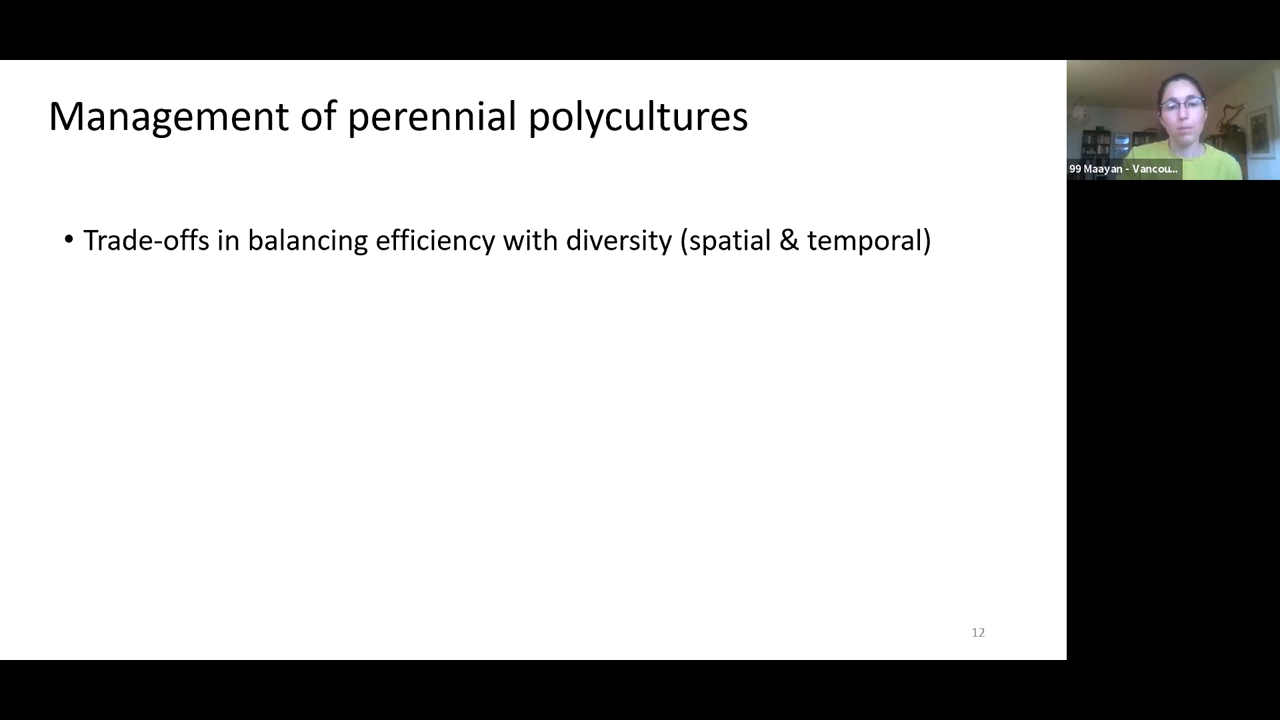 Management of perennial polycultures
• Trade-offs in balancing efficiency with diversity (spatial & temporal)
12
99 Maayan - Vancou...